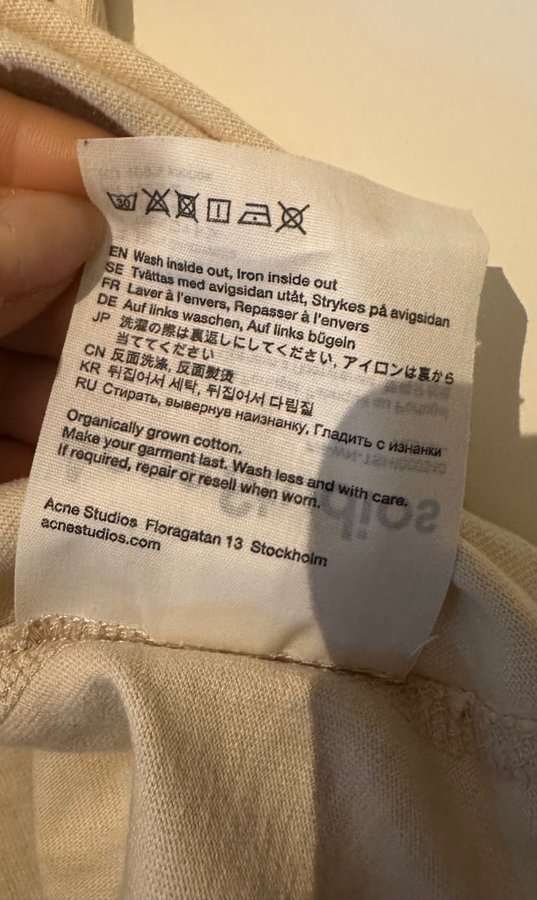 30
EN Wash inside out, Iron inside out
SE Tvättas med avigsidan utåt, Strykes på avigsidan
FR Laver à l'envers, Repasser à l'envers
DE Auf links waschen, Auf links bügeln
JP 洗濯の際は裏返しにしてください, アイロンは裏から
当ててください
CN 反面洗涤, 反面熨烫
KR 뒤집어서 세탁, 뒤집어서 다림질
RU Стирать, вывернув наизнанку, Гладить с изнанки
Organically grown cotton.
Make your garment last. Wash less and with care.
If required, repair or resell when worn.
Acne Studios Floragatan 13 Stockholm
acnestudios.com